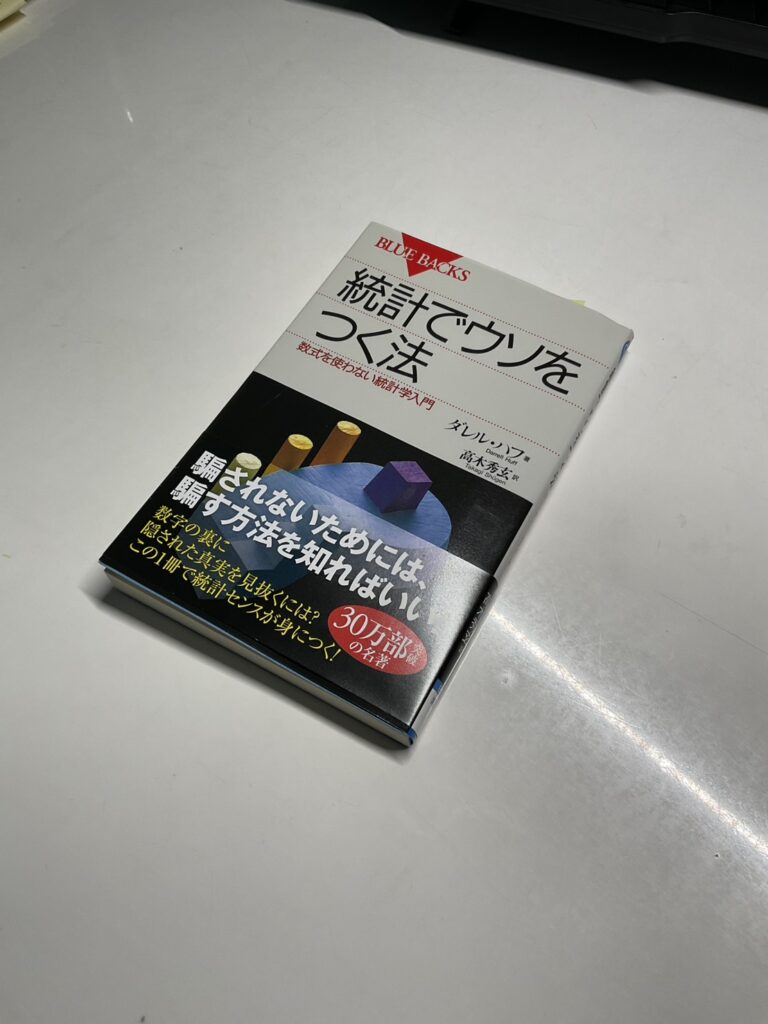 BLUE BACKS
統計でウソを
つく法
数式を使わない統計学入門
ダレル・ハフ 著
Darrell Huff
高木秀玄 訳
Takagi Shūgen
騙されないためには、
騙す方法を知ればいい
数字の裏に
隠された真実を見抜くには?
この1冊で統計センスが身につく!
30万部突破
の名著